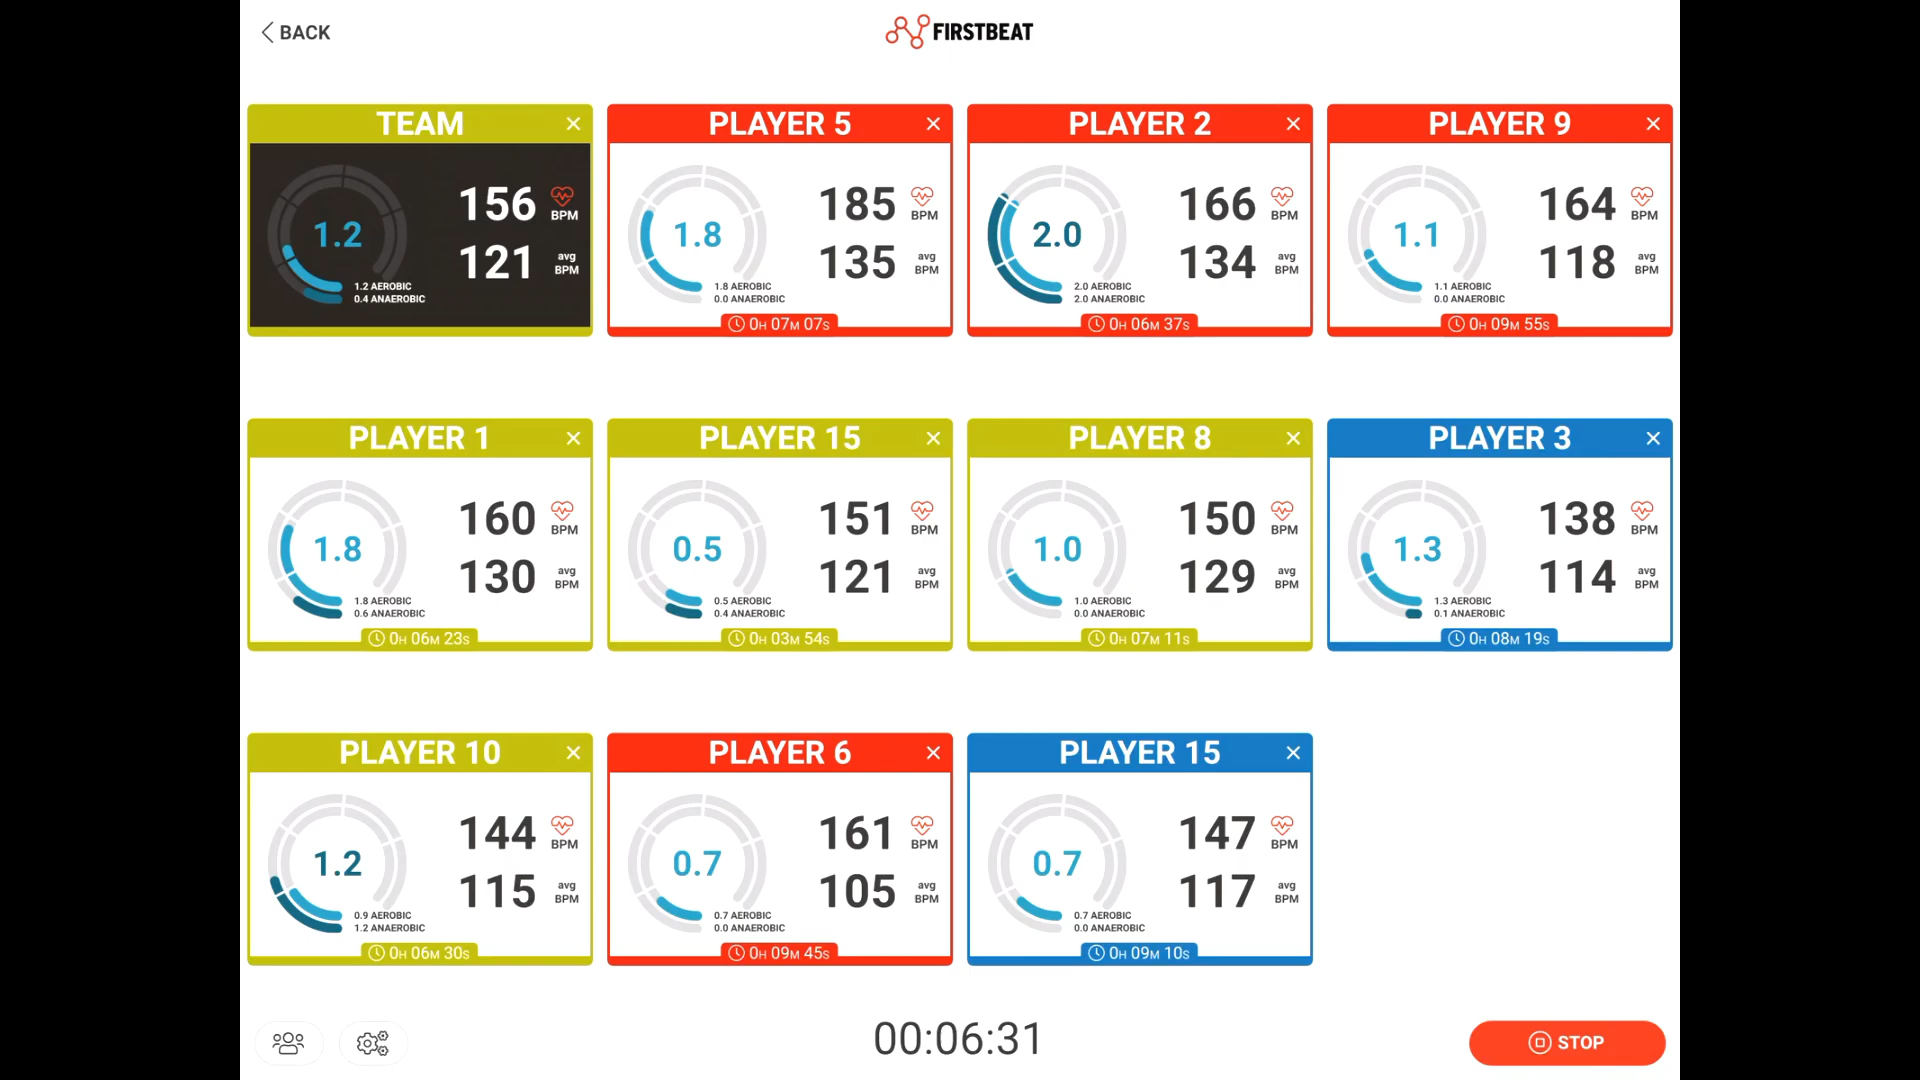 BACK
FIRSTBEAT
TEAM
1.2
156 BPM
121 avg BPM
1.2 AEROBIC
0.4 ANAEROBIC
PLAYER 5
1.8
185 BPM
135 avg BPM
1.8 AEROBIC
0.0 ANAEROBIC
0H 07M 07S
PLAYER 2
2.0
166 BPM
134 avg BPM
2.0 AEROBIC
2.0 ANAEROBIC
0H 06M 37S
PLAYER 9
1.1
164 BPM
118 avg BPM
1.1 AEROBIC
0.0 ANAEROBIC
0H 09M 55S
PLAYER 1
1.8
160 BPM
130 avg BPM
1.8 AEROBIC
0.6 ANAEROBIC
0H 06M 23S
PLAYER 15
0.5
151 BPM
121 avg BPM
0.5 AEROBIC
0.4 ANAEROBIC
0H 03M 54S
PLAYER 8
1.0
150 BPM
129 avg BPM
1.0 AEROBIC
0.0 ANAEROBIC
0H 07M 11S
PLAYER 3
1.3
138 BPM
114 avg BPM
1.3 AEROBIC
0.1 ANAEROBIC
0H 08M 19S
PLAYER 10
1.2
144 BPM
115 avg BPM
0.9 AEROBIC
1.2 ANAEROBIC
0H 06M 30S
PLAYER 6
0.7
161 BPM
105 avg BPM
0.7 AEROBIC
0.0 ANAEROBIC
0H 09M 45S
PLAYER 15
0.7
147 BPM
117 avg BPM
0.7 AEROBIC
0.0 ANAEROBIC
0H 09M 10S
00:06:31
STOP